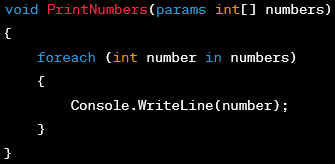 void PrintNumbers(params int[] numbers)
{
    foreach (int number in numbers)
    {
        Console.WriteLine(number);
    }
}